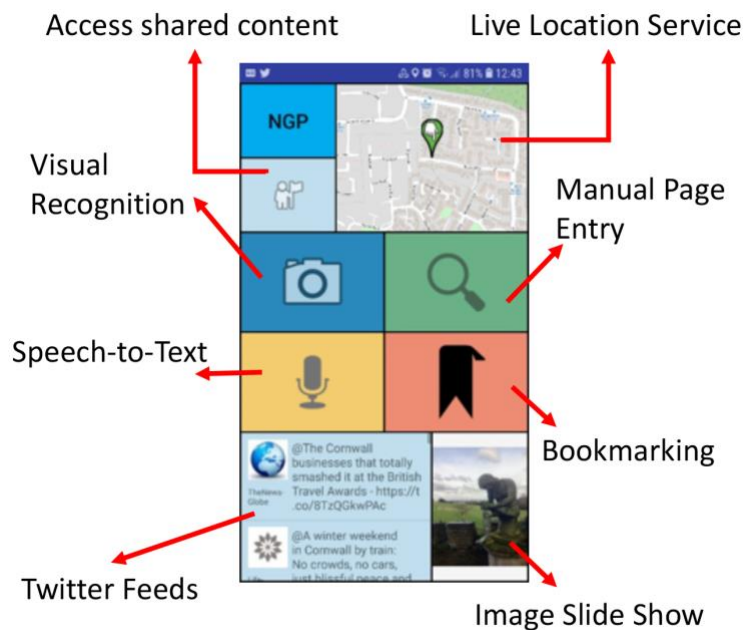 Access shared content
Live Location Service
81% 12:43
NGP
Visual
Recognition
Manual Page
Entry
Speech-to-Text
Bookmarking
@The Cornwall
businesses that totally
smashed it at the British
Travel Awards - https://t
.co/8TzQGkwPAc
TheNews-
Globe
@A winter weekend
in Cornwall by train:
No crowds, no cars,
just blissful peace and
Twitter Feeds
Image Slide Show